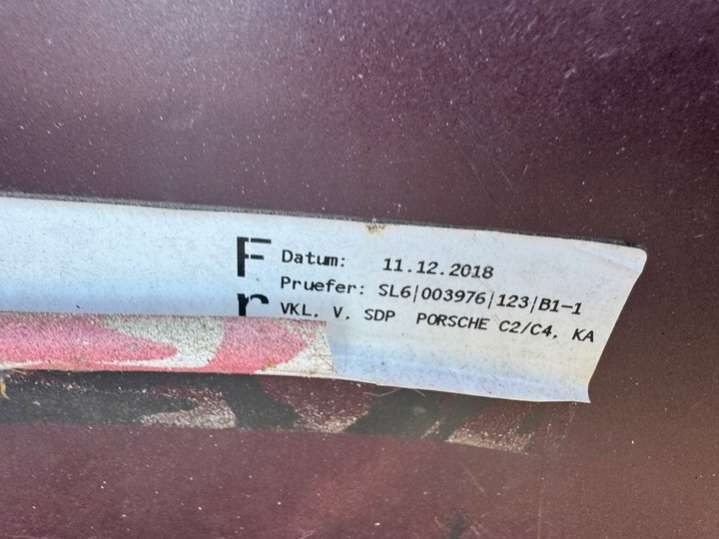 F
r
Datum: 11.12.2018
Pruefer: SL6|003976|123|B1-1
VKL. V. SDP PORSCHE C2/C4, KA